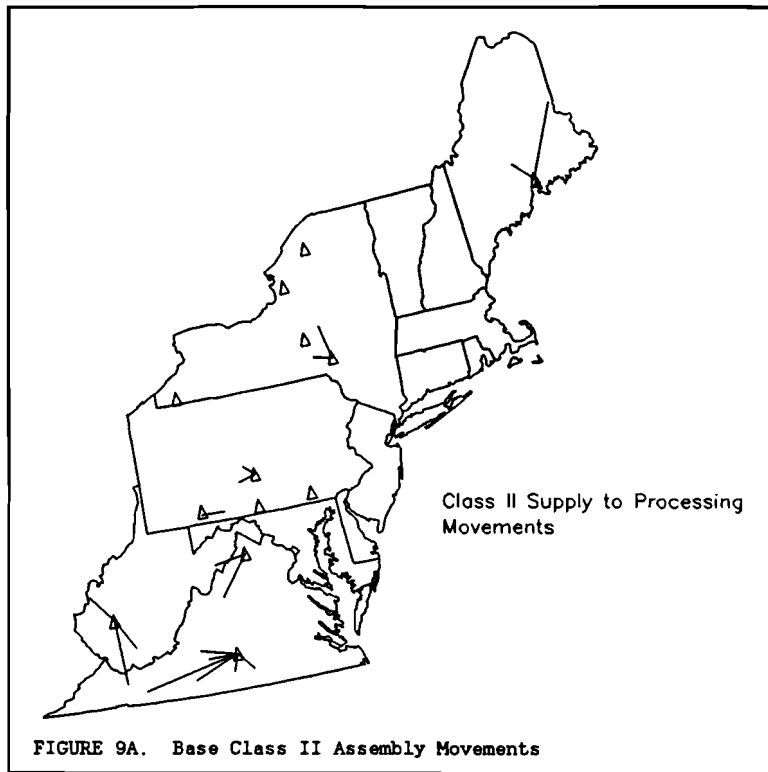 Class II Supply to Processing
Movements
FIGURE 9A. Base Class II Assembly Movements